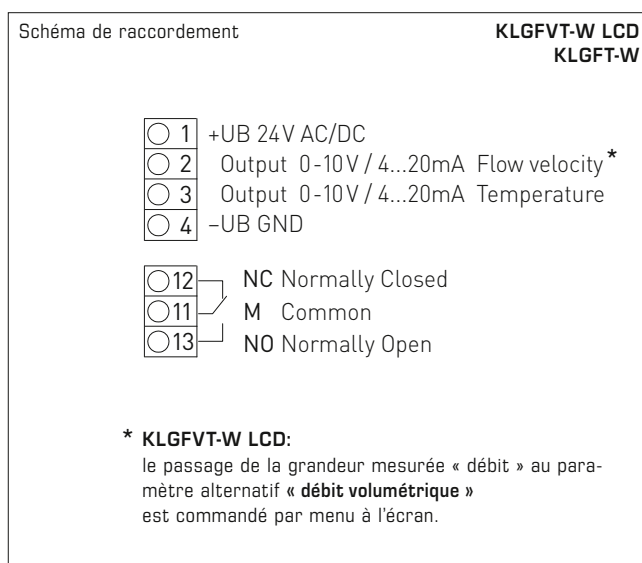 Schéma de raccordement KLGFVT-W LCD
KLGFT-W
1 +UB 24V AC/DC
2 Output 0-10V / 4...20mA Flow velocity*
3 Output 0-10V / 4...20mA Temperature
4 –UB GND
12 NC Normally Closed
11 M Common
13 NO Normally Open
* KLGFVT-W LCD:
le passage de la grandeur mesurée « débit » au para-
mètre alternatif « débit volumétrique »
est commandé par menu à l'écran.